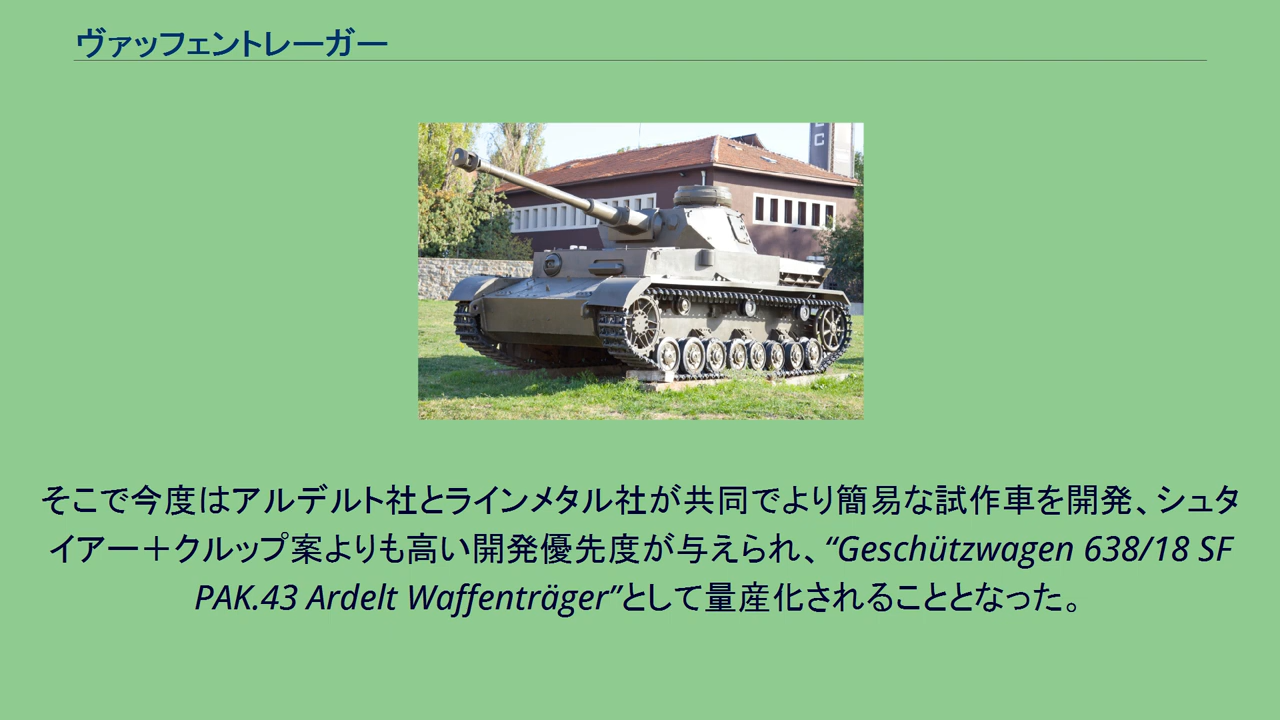 ヴァッフェントレーガー
EC
そこで今度はアルデルト社とラインメタル社が共同でより簡易な試作車を開発、シュタ
イアー＋クルップ案よりも高い開発優先度が与えられ、“Geschützwagen 638/18 SF
PAK.43 Ardelt Waffenträger”として量産化されることとなった。